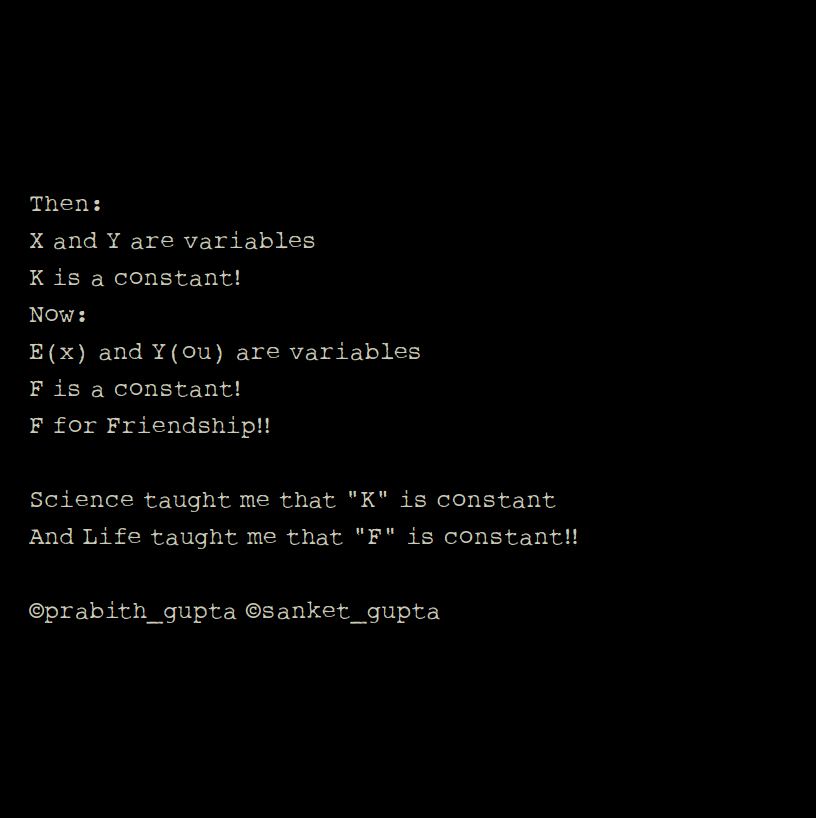 Then:
X and Y are variables
K is a constant!
Now:
E(x) and Y(ou) are variables
F is a constant!
F for Friendship!!
Science taught me that "K" is constant
And Life taught me that "F" is constant!!
©prabith_gupta ©sanket_gupta